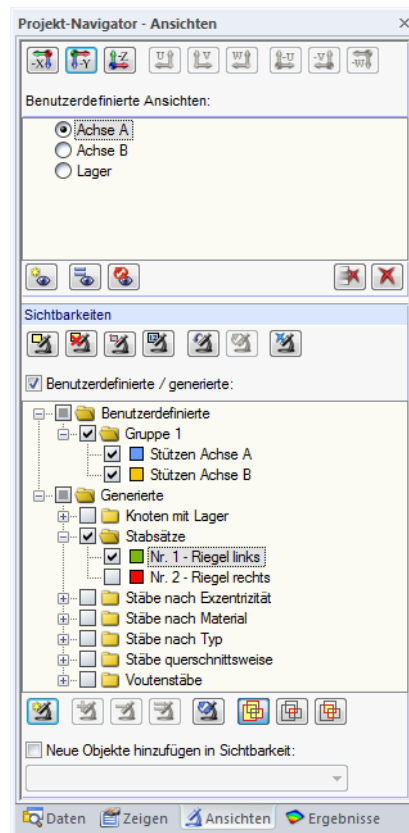 Projekt-Navigator - Ansichten
-X -Y -Z U V W -U -V -W
Benutzerdefinierte Ansichten:
Achse A
Achse B
Lager
Sichtbarkeiten
Benutzerdefinierte / generierte:
Benutzerdefinierte
Gruppe 1
Stützen Achse A
Stützen Achse B
Generierte
Knoten mit Lager
Stabsätze
Nr. 1 - Riegel links
Nr. 2 - Riegel rechts
Stäbe nach Exzentrizität
Stäbe nach Material
Stäbe nach Typ
Stäbe querschnittsweise
Voutenstäbe
Neue Objekte hinzufügen in Sichtbarkeit:
Daten Zeigen Ansichten Ergebnisse